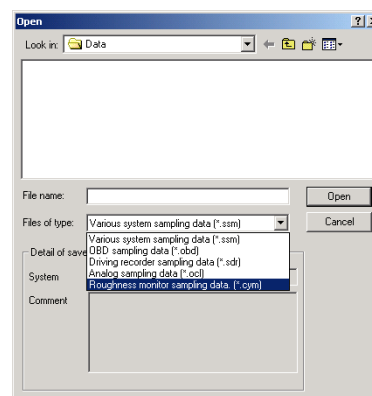 Open
Look in: Data
File name:
Open
Files of type: Various system sampling data (*.ssm)
Cancel
Various system sampling data (*.ssm)
OBD sampling data (*.obd)
Driving recorder sampling data (*.sdr)
Analog sampling data (*.ocl)
Roughness monitor sampling data. (*.cym)
Detail of save
System
Comment